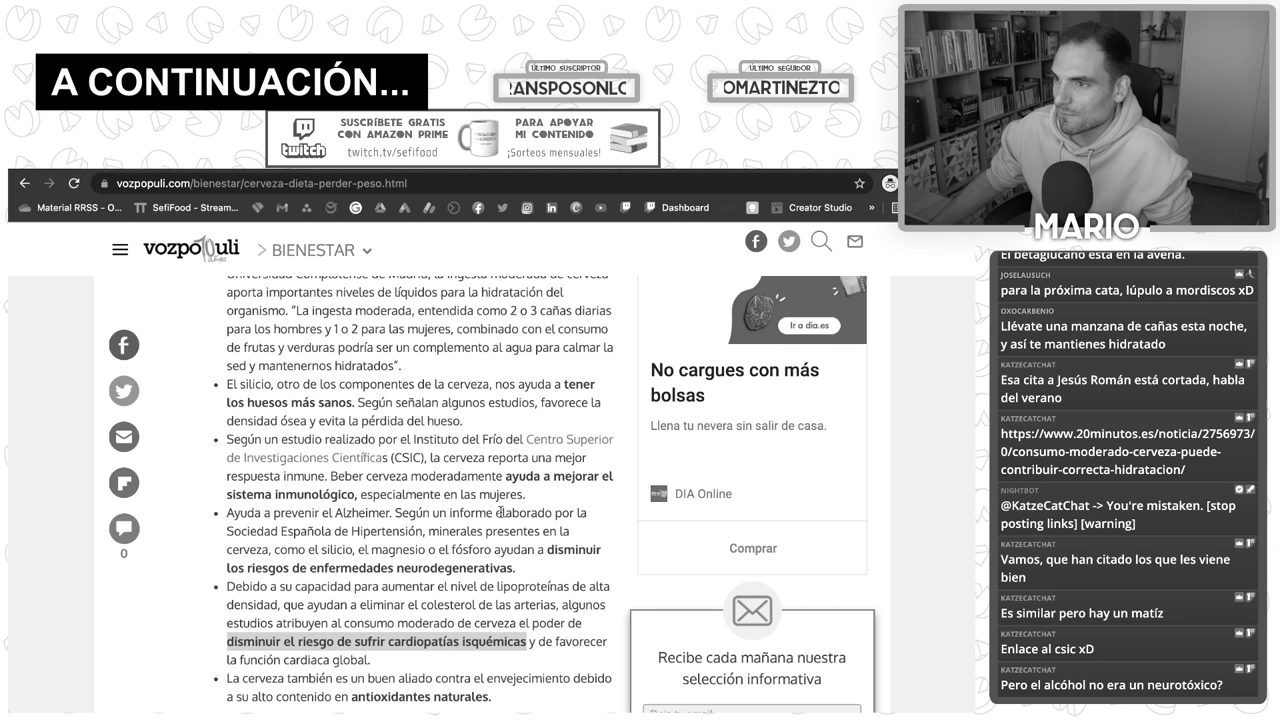 A CONTINUACIÓN...
ÚLTIMO SUSCRIPTOR
RANSPOSONLO
ÚLTIMO SEGUIDOR
OMARTINEZTO
SUSCRÍBETE GRATIS
CON AMAZON PRIME
twitch.tv/sefifood
twitch
PARA APOYAR
MI CONTENIDO
¡Sorteos mensuales!
vozpopuli.com/bienestar/cerveza-dieta-perder-peso.html
Material RRSS - O...
SefiFood - Stream...
Dashboard
Creator Studio
»
vozpópuli
BIENESTAR
Universidad Complutense de Madrid, la ingesta moderada de cerveza
aporta importantes niveles de líquidos para la hidratación del
organismo. “La ingesta moderada, entendida como 2 o 3 cañas diarias
para los hombres y 1 o 2 para las mujeres, combinado con el consumo
de frutas y verduras podría ser un complemento al agua para calmar la
sed y mantenernos hidratados”.
El silicio, otro de los componentes de la cerveza, nos ayuda a tener
los huesos más sanos. Según señalan algunos estudios, favorece la
densidad ósea y evita la pérdida del hueso.
Según un estudio realizado por el Instituto del Frío del Centro Superior
de Investigaciones Científicas (CSIC), la cerveza reporta una mejor
respuesta inmune. Beber cerveza moderadamente ayuda a mejorar el
sistema inmunológico, especialmente en las mujeres.
Ayuda a prevenir el Alzheimer. Según un informe elaborado por la
Sociedad Española de Hipertensión, minerales presentes en la
cerveza, como el silicio, el magnesio o el fósforo ayudan a disminuir
los riesgos de enfermedades neurodegenerativas.
Debido a su capacidad para aumentar el nivel de lipoproteínas de alta
densidad, que ayudan a eliminar el colesterol de las arterias, algunos
estudios atribuyen al consumo moderado de cerveza el poder de
disminuir el riesgo de sufrir cardiopatías isquémicas y de favorecer
la función cardiaca global.
La cerveza también es un buen aliado contra el envejecimiento debido
a su alto contenido en antioxidantes naturales.
0
Ir a dia.es
No cargues con más
bolsas
Llena tu nevera sin salir de casa.
DIA Online
Comprar
Recibe cada mañana nuestra
selección informativa
MARIO
El betaglucano esta en la avena.
JOSELAUSUCH
para la próxima cata, lúpulo a mordiscos xD
OXOCARBENIO
Llévate una manzana de cañas esta noche,
y así te mantienes hidratado
KATZECATCHAT
Esa cita a Jesús Román está cortada, habla
del verano
KATZECATCHAT
https://www.20minutos.es/noticia/2756973/
0/consumo-moderado-cerveza-puede-
contribuir-correcta-hidratacion/
NIGHTBOT
@KatzeCatChat -> You're mistaken. [stop
posting links] [warning]
KATZECATCHAT
Vamos, que han citado los que les viene
bien
KATZECATCHAT
Es similar pero hay un matíz
KATZECATCHAT
Enlace al csic xD
KATZECATCHAT
Pero el alcóhol no era un neurotóxico?